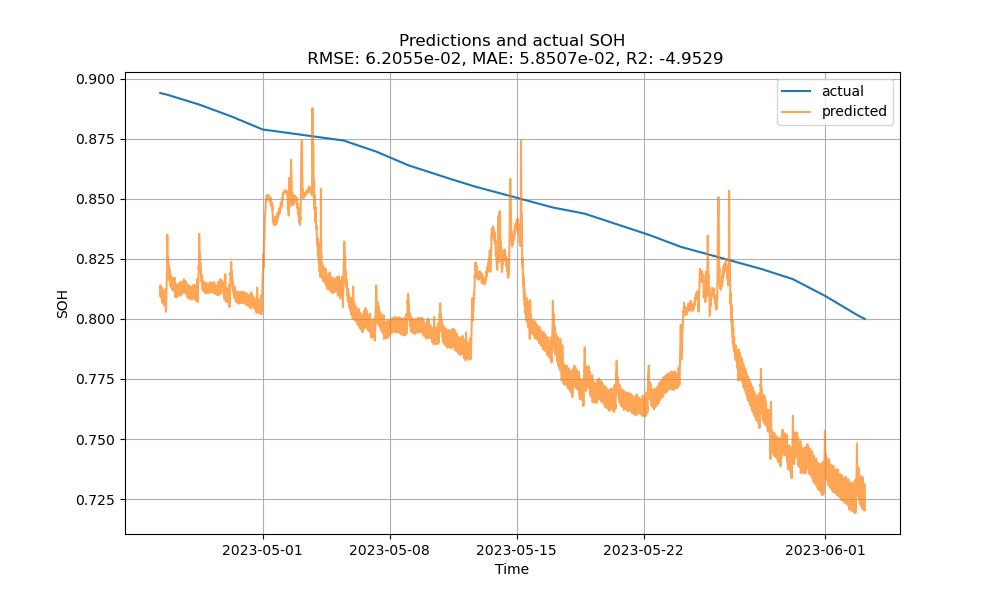 Predictions and actual SOH
RMSE: 6.2055e-02, MAE: 5.8507e-02, R2: -4.9529
actual
predicted
0.900
0.875
0.850
0.825
0.800
0.775
0.750
0.725
SOH
2023-05-01
2023-05-08
2023-05-15
2023-05-22
2023-06-01
Time